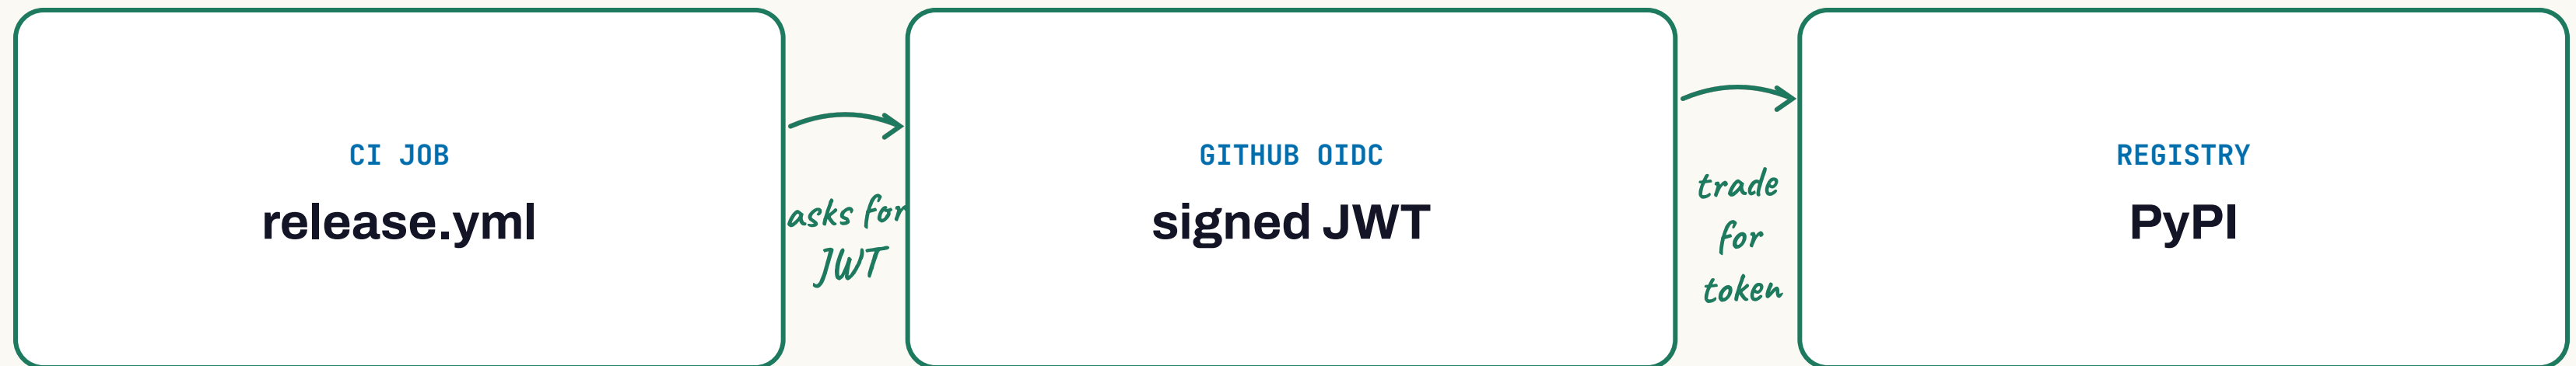 CI JOB
release.yml
asks for
JWT
GITHUB OIDC
signed JWT
trade
for
token
REGISTRY
PyPI